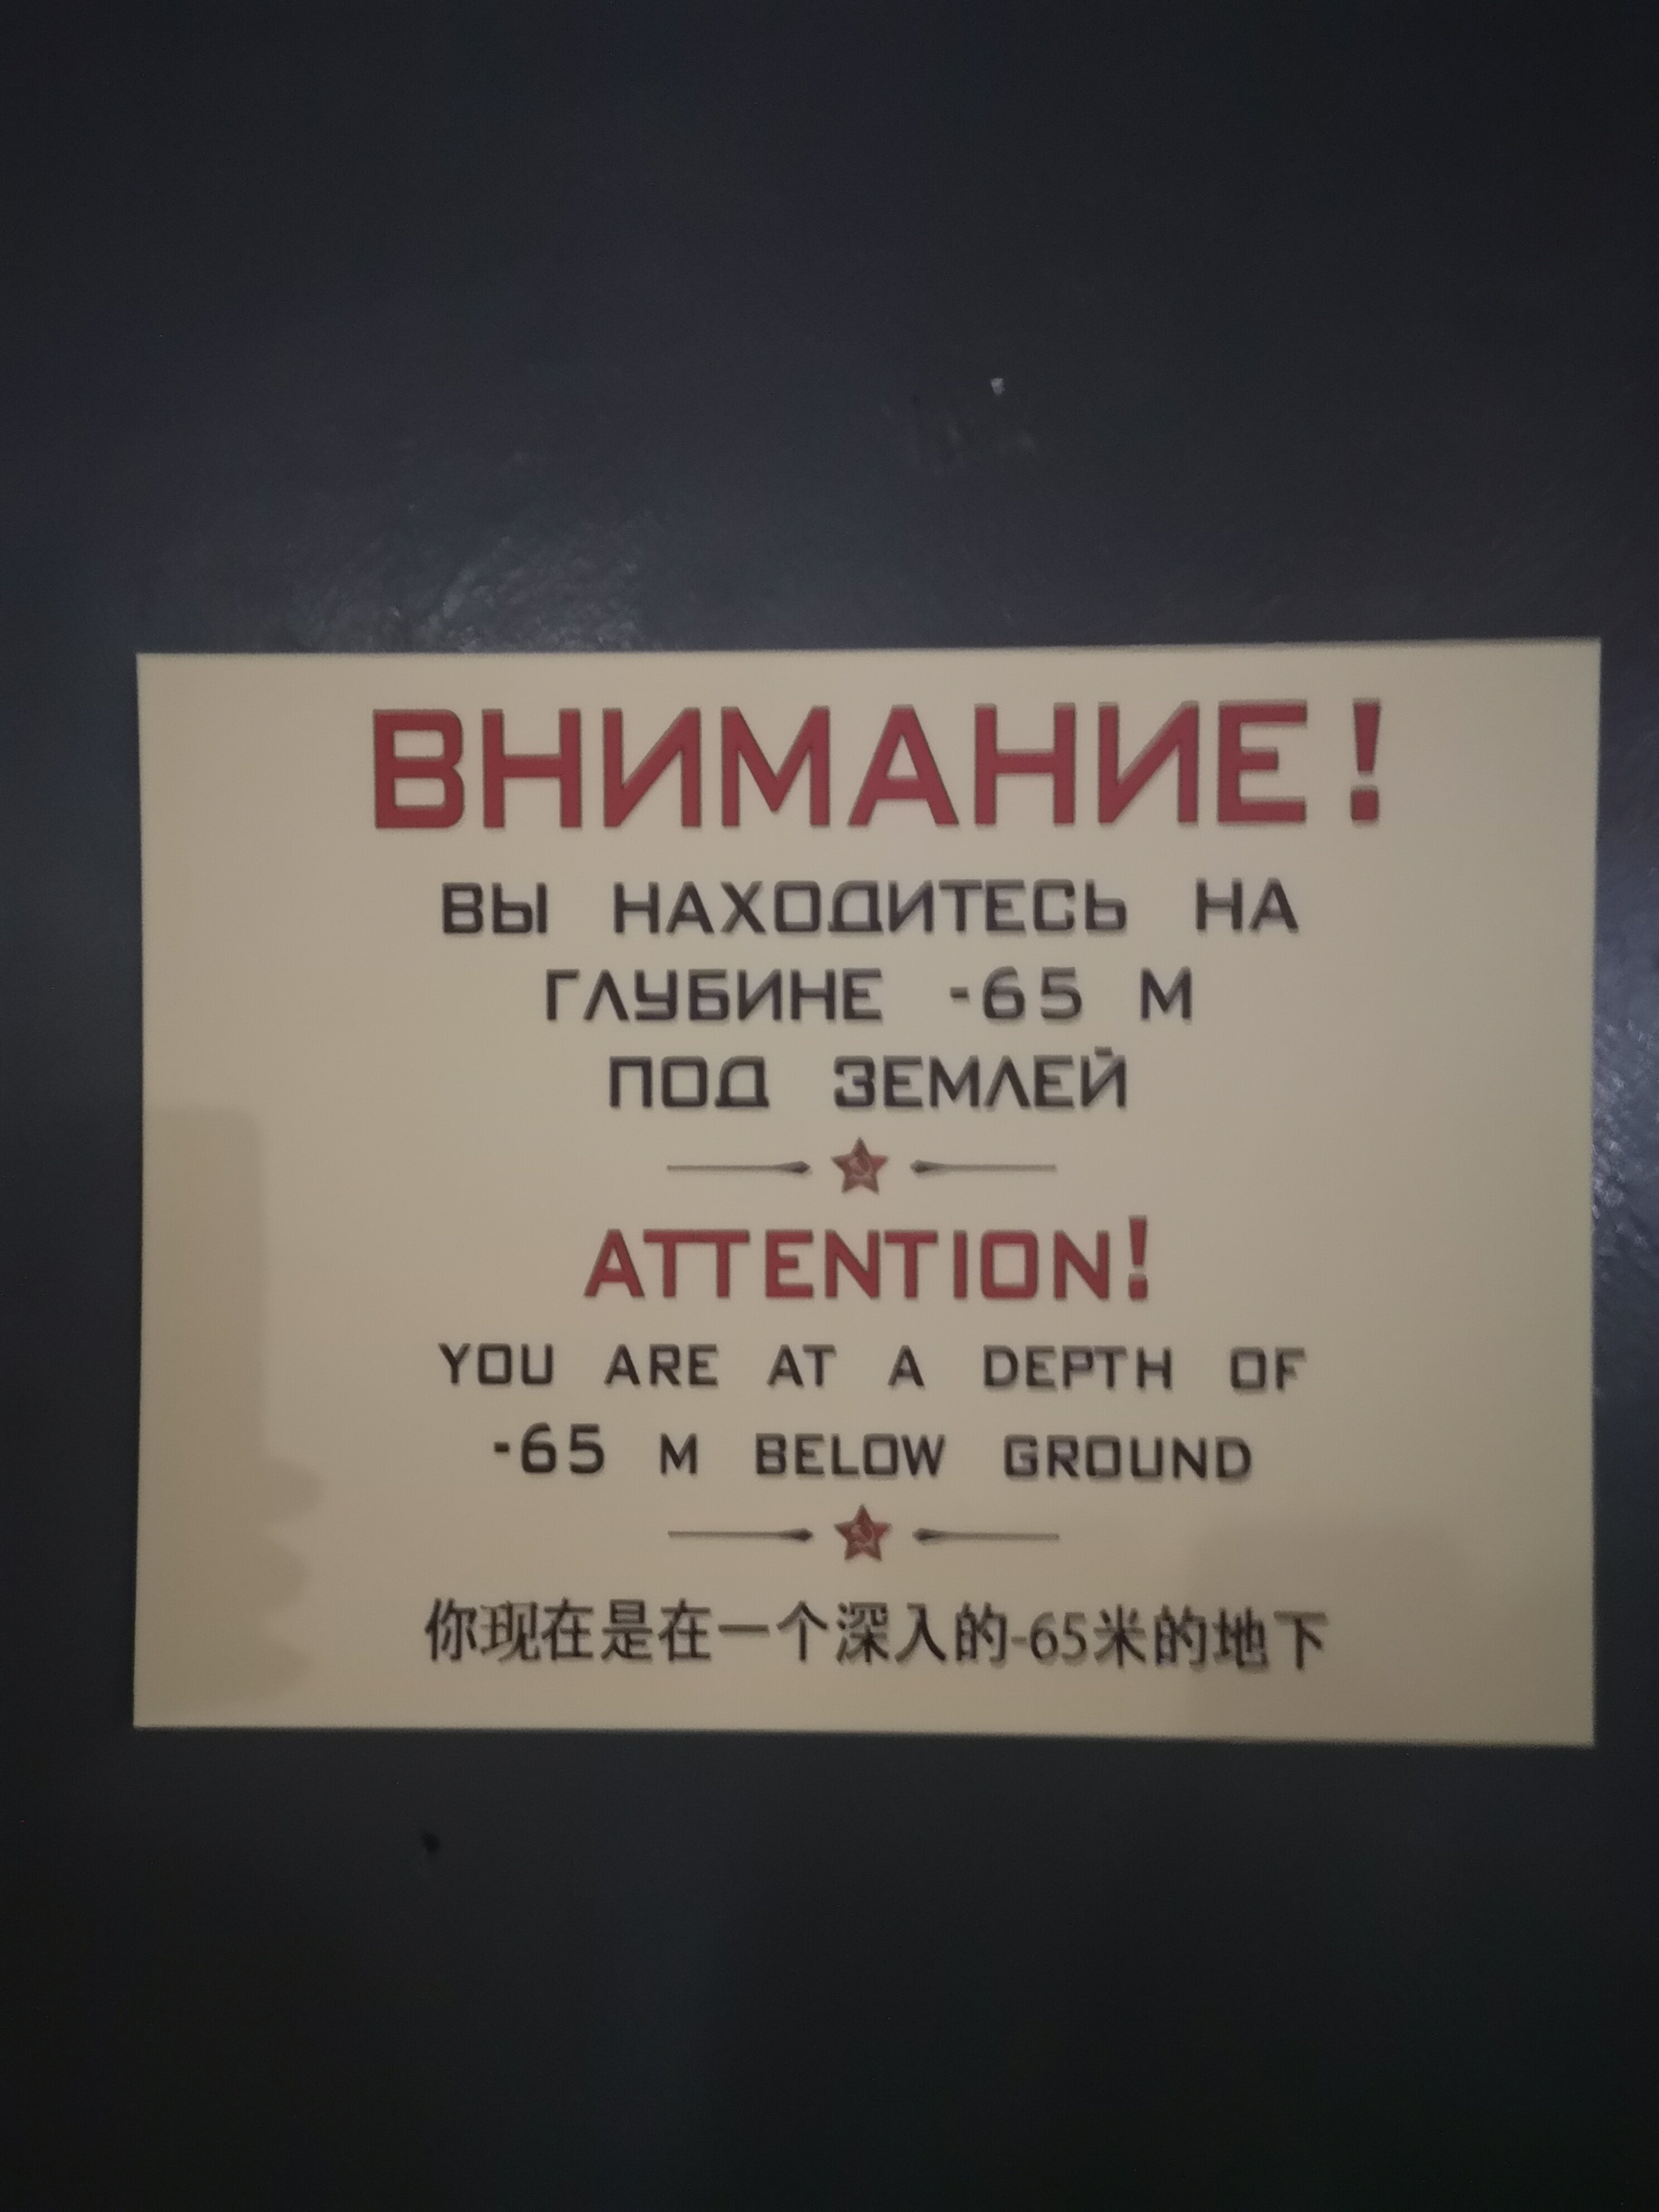 ВНИМАНИЕ!
ВЫ НАХОДИТЕСЬ НА
ГЛУБИНЕ -65 М
ПОД ЗЕМЛЕЙ
ATTENTION!
YOU ARE AT A DEPTH OF
-65 M BELOW GROUND
你现在是在一个深入的-65米的地下